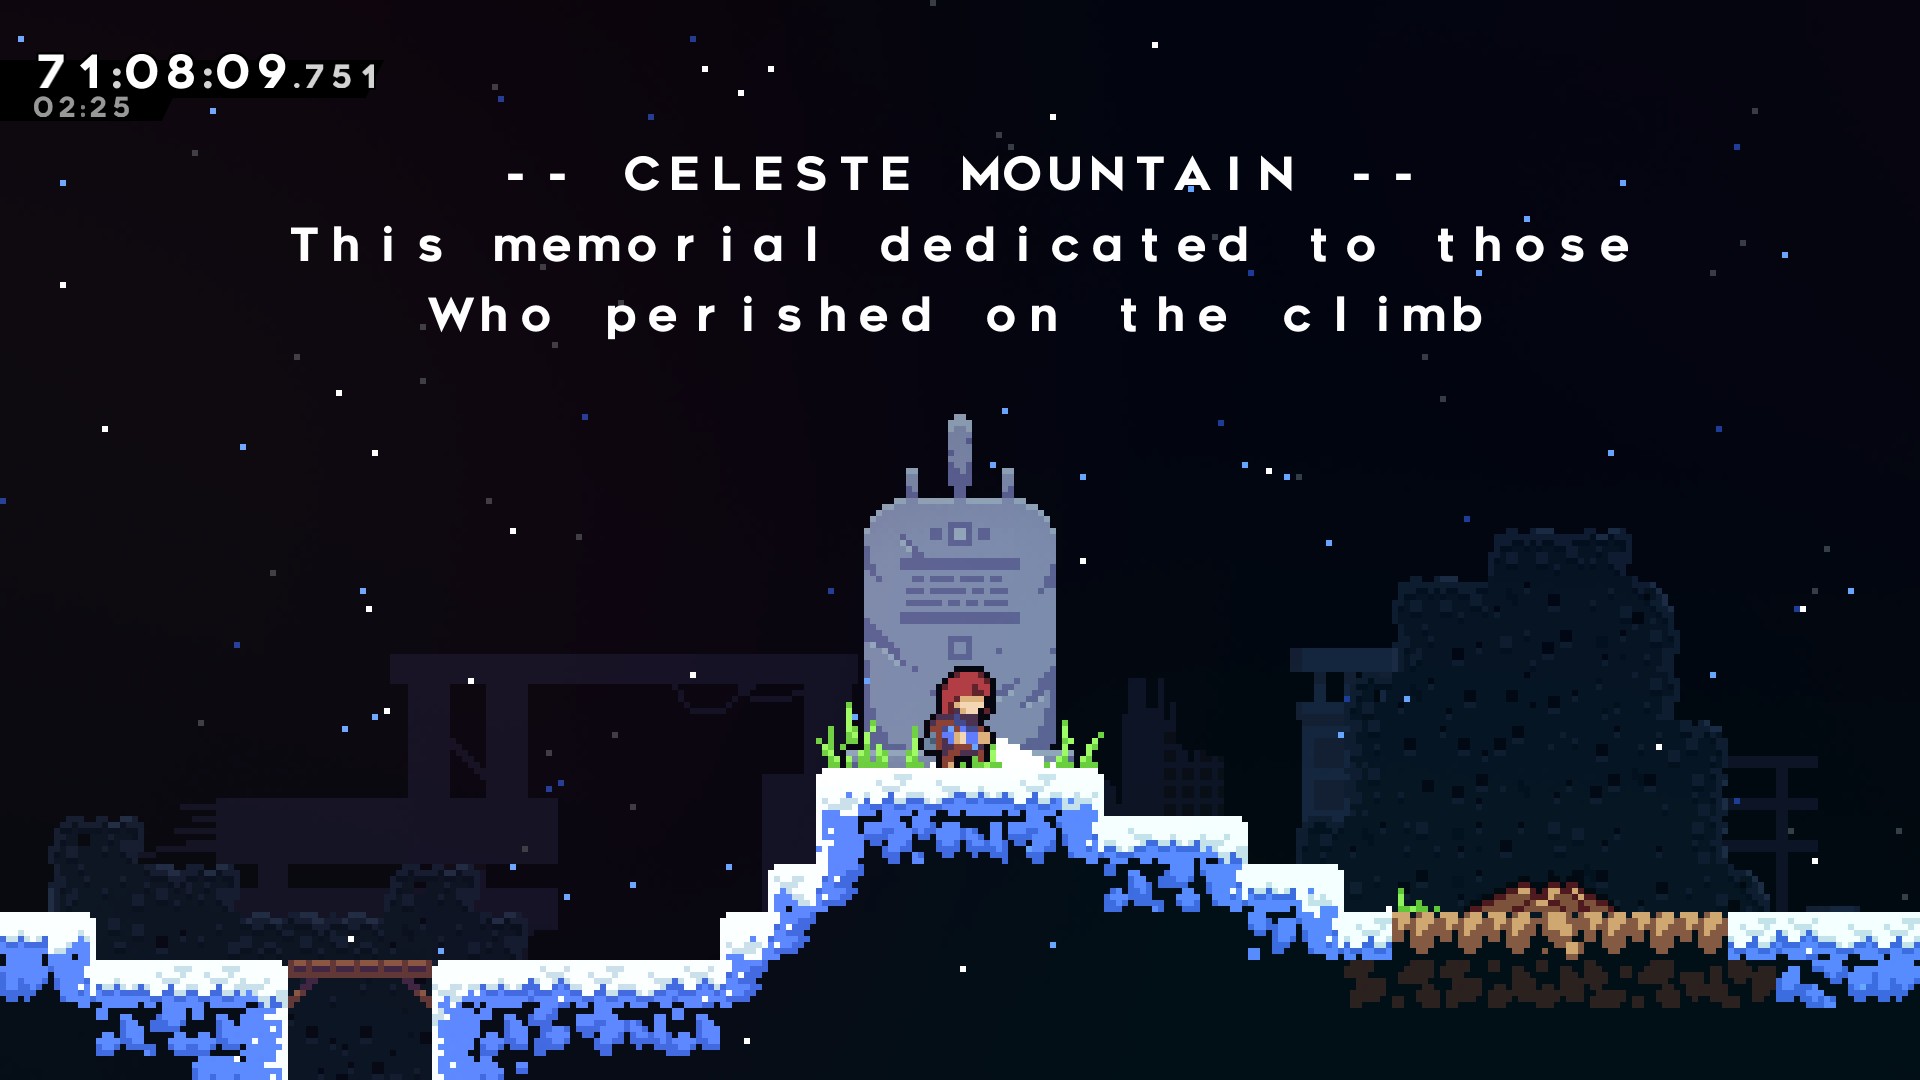 71:08:09.751
02:25
-- CELESTE MOUNTAIN --
This memorial dedicated to those
Who perished on the climb